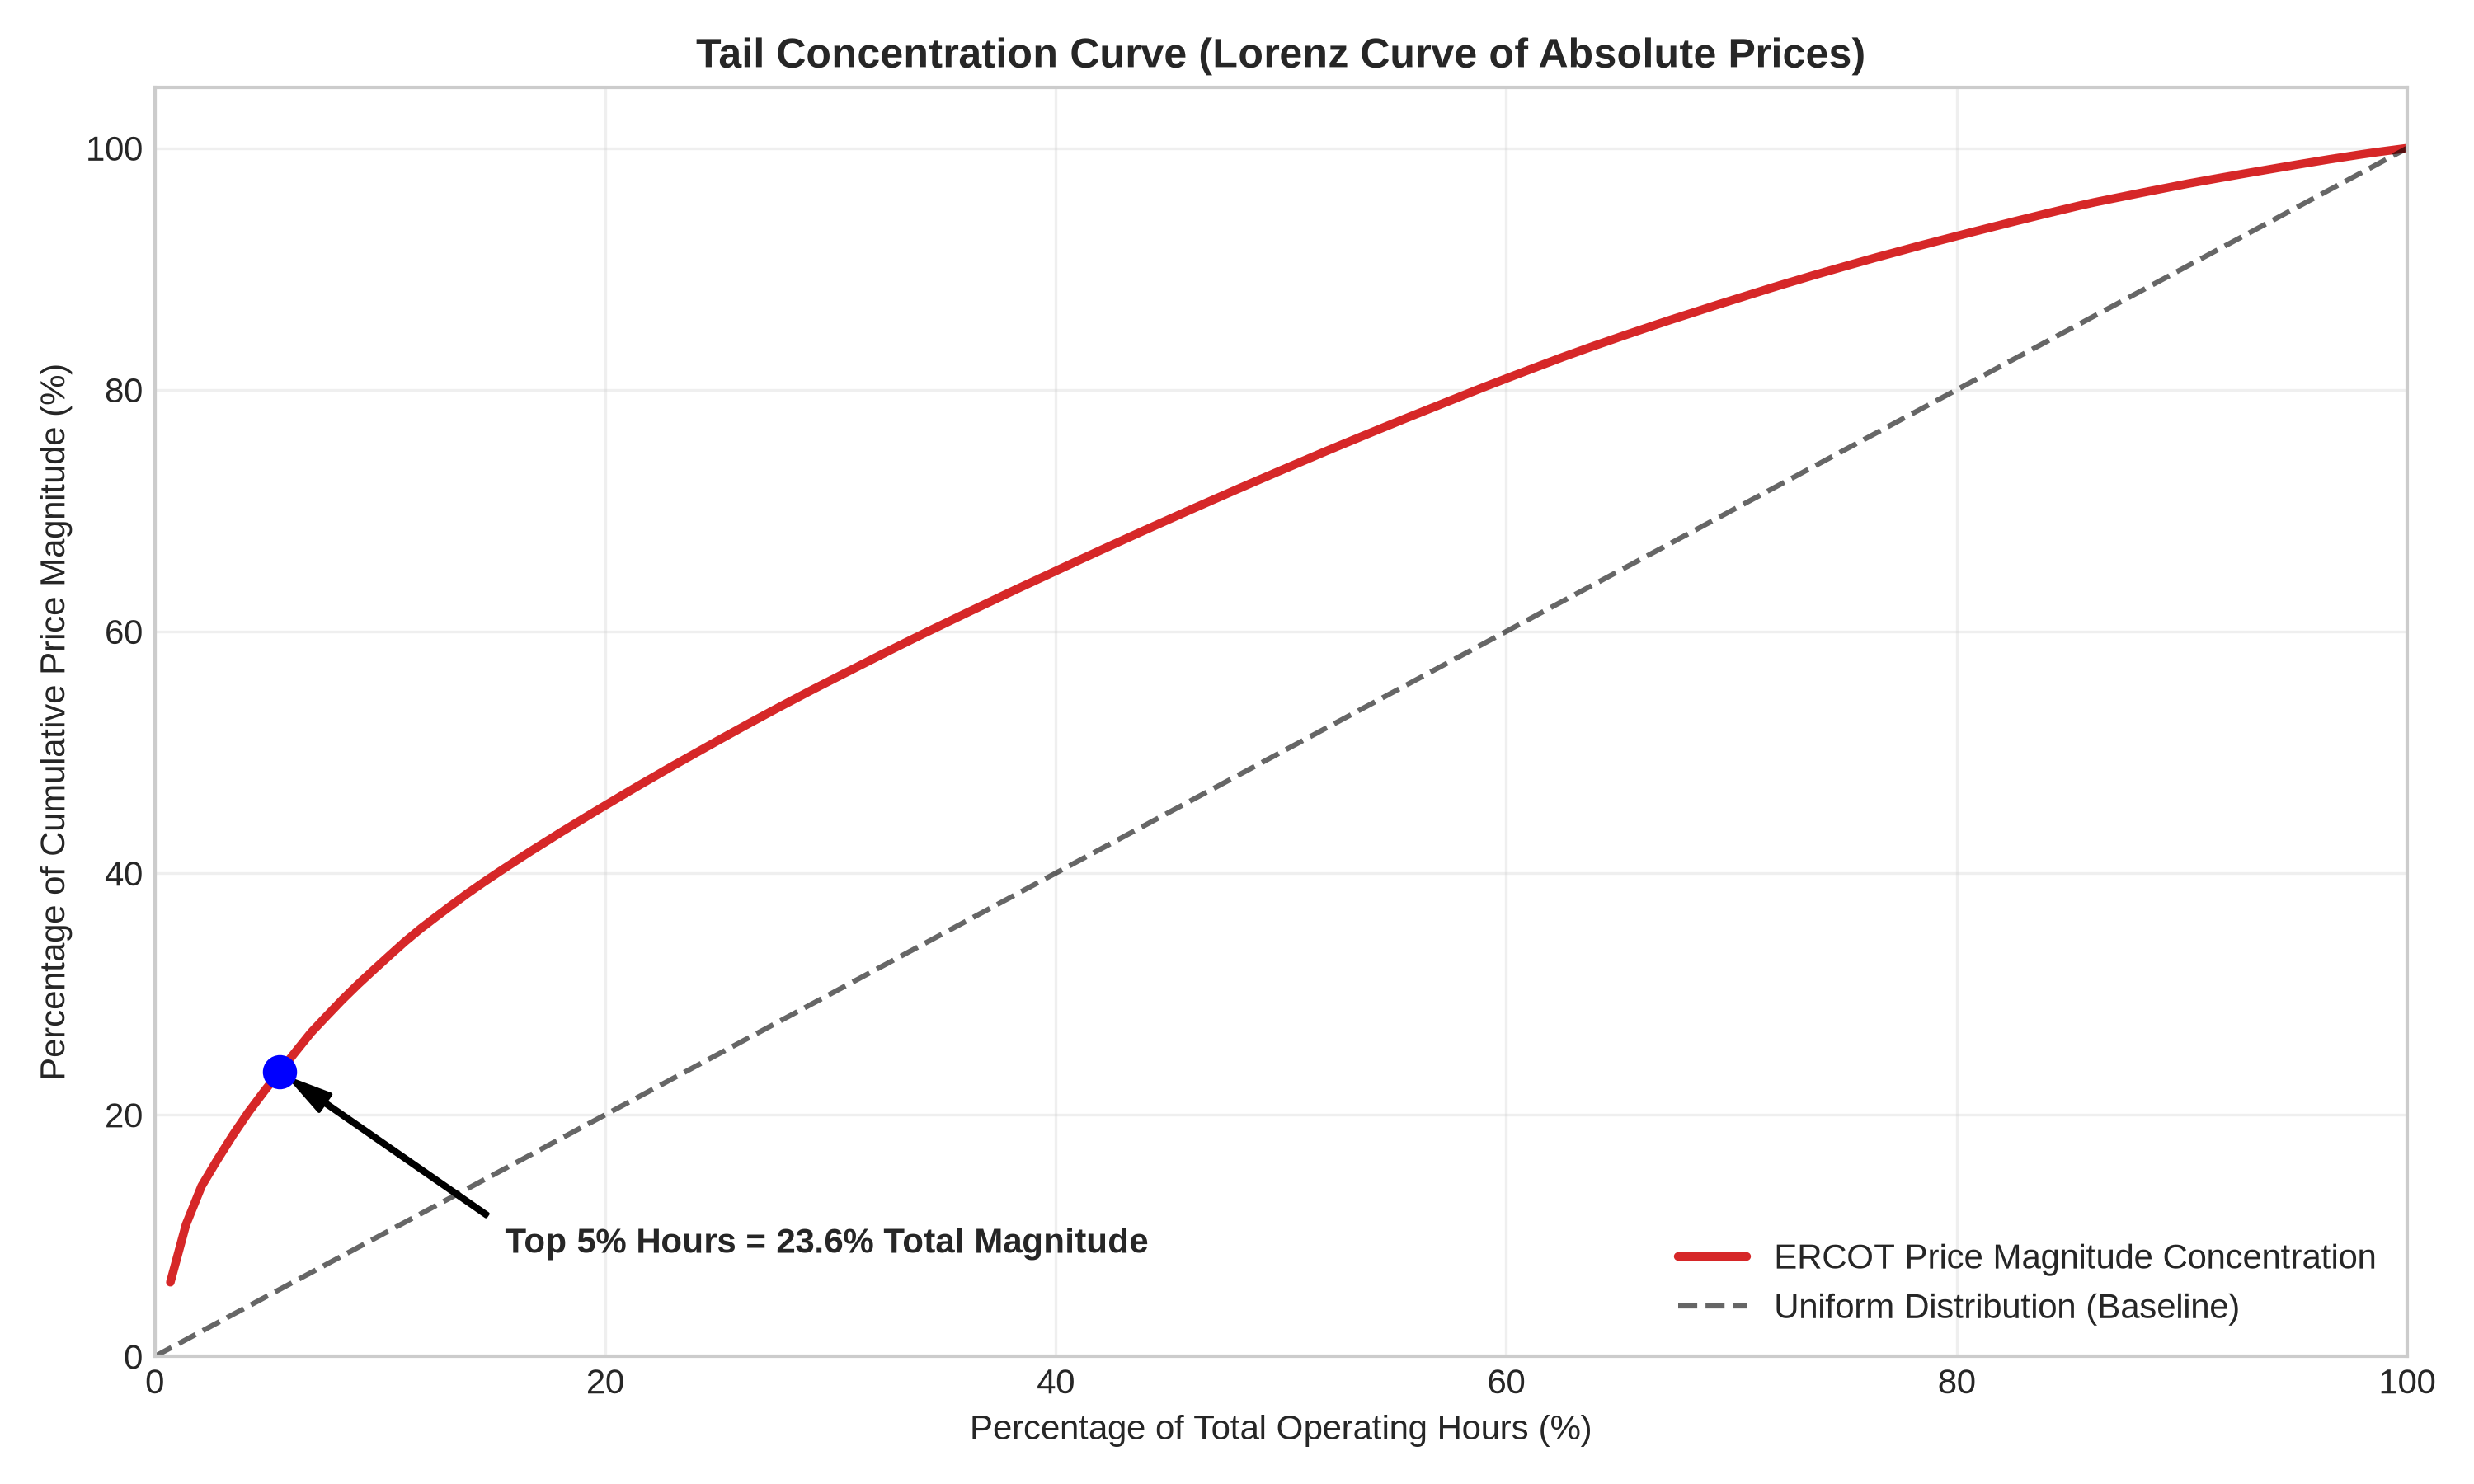 Tail Concentration Curve (Lorenz Curve of Absolute Prices)
Percentage of Cumulative Price Magnitude (%)
100
80
60
40
20
0
Top 5% Hours = 23.6% Total Magnitude
ERCOT Price Magnitude Concentration
Uniform Distribution (Baseline)
0 20 40 60 80 100
Percentage of Total Operating Hours (%)